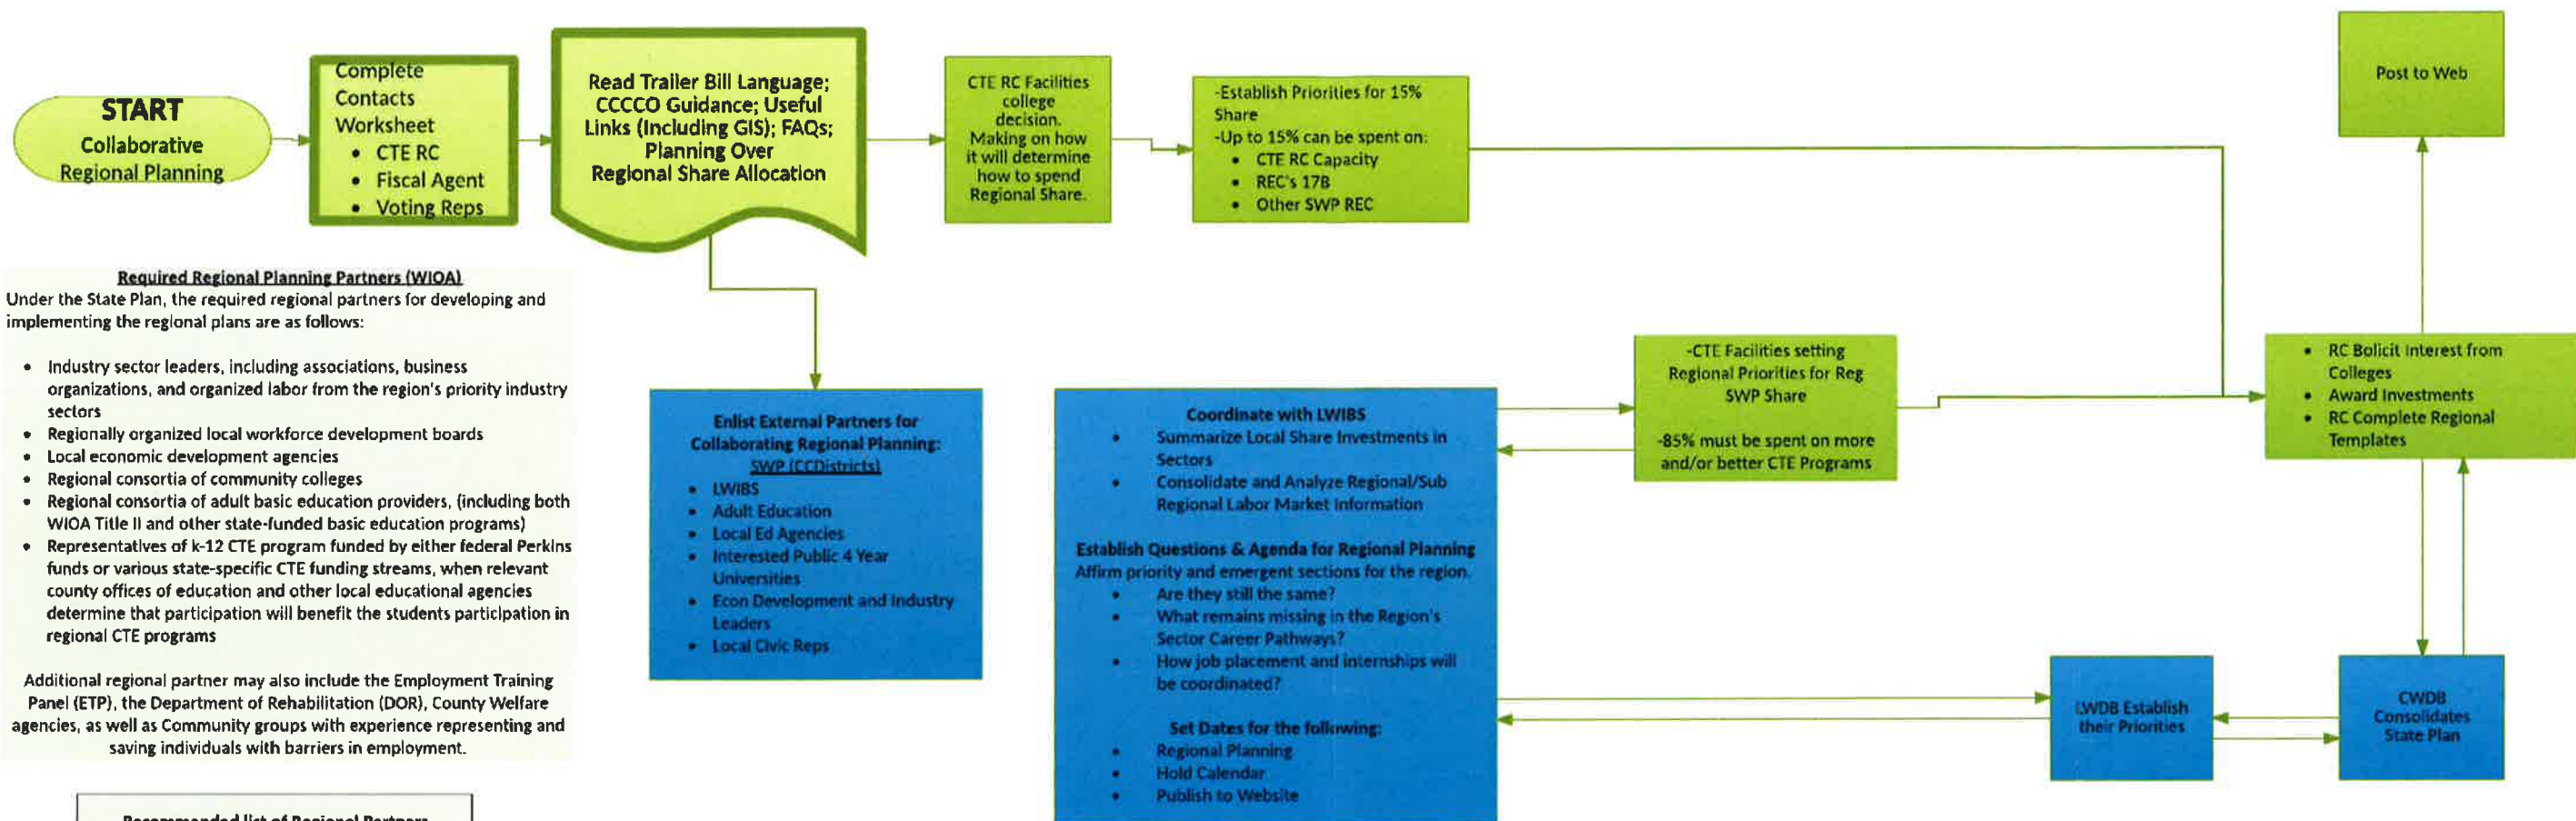 START
Collaborative
Regional Planning
Complete
Contacts
Worksheet
• CTE RC
• Fiscal Agent
• Voting Reps
Read Trailer Bill Language;
CCCCO Guidance; Useful
Links (Including GIS); FAQs;
Planning Over
Regional Share Allocation
CTE RC Facilities
college
decision.
Making on how
it will determine
how to spend
Regional Share.
-Establish Priorities for 15%
Share
-Up to 15% can be spent on:
• CTE RC Capacity
• REC's 17B
• Other SWP REC
Post to Web
Required Regional Planning Partners (WIOA)
Under the State Plan, the required regional partners for developing and
implementing the regional plans are as follows:
• Industry sector leaders, including associations, business
organizations, and organized labor from the region's priority industry
sectors
• Regionally organized local workforce development boards
• Local economic development agencies
• Regional consortia of community colleges
• Regional consortia of adult basic education providers, (including both
WIOA Title II and other state-funded basic education programs)
• Representatives of k-12 CTE program funded by either federal Perkins
funds or various state-specific CTE funding streams, when relevant
county offices of education and other local educational agencies
determine that participation will benefit the students participation in
regional CTE programs
Additional regional partner may also include the Employment Training
Panel (ETP), the Department of Rehabilitation (DOR), County Welfare
agencies, as well as Community groups with experience representing and
saving individuals with barriers in employment.
Recommended list of Regional Partners
Enlist External Partners for
Collaborating Regional Planning:
SWP (CCDistricts)
• LWIBS
• Adult Education
• Local Ed Agencies
• Interested Public 4 Year
Universities
• Econ Development and Industry
Leaders
• Local Civic Reps
Coordinate with LWIBS
• Summarize Local Share Investments in
Sectors
• Consolidate and Analyze Regional/Sub
Regional Labor Market Information
Establish Questions & Agenda for Regional Planning
Affirm priority and emergent sections for the region.
• Are they still the same?
• What remains missing in the Region's
Sector Career Pathways?
• How job placement and internships will
be coordinated?
Set Dates for the following:
• Regional Planning
• Hold Calendar
• Publish to Website
-CTE Facilities setting
Regional Priorities for Reg
SWP Share
-85% must be spent on more
and/or better CTE Programs
• RC Bolicit Interest from
Colleges
• Award Investments
• RC Complete Regional
Templates
LWDB Establish
their Priorities
CWDB
Consolidates
State Plan